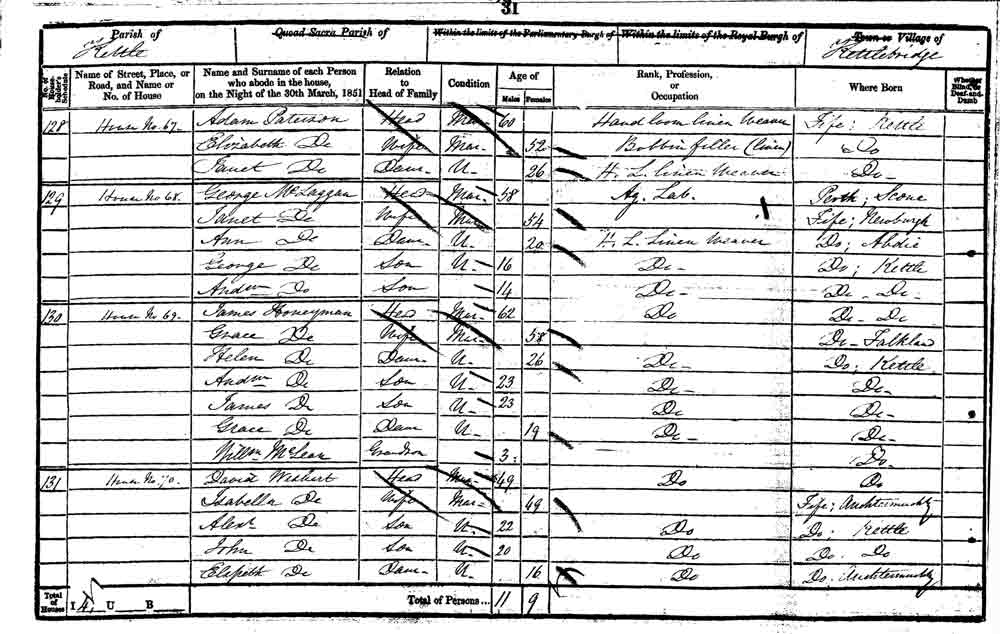 31
Parish of Kettle
Quoad Sacra Parish of
Within the limits of the Parliamentary Burgh of
Within the limits of the Royal Burgh of
Town or Village of Kettlebridge
No. of Householder's Schedule
Name of Street, Place, or Road, and Name or No. of House
Name and Surname of each Person who abode in the house, on the Night of the 30th March, 1851
Relation to Head of Family
Condition
Age of
Males Females
Rank, Profession, or Occupation
Where Born
Whether Blind, or Deaf-and-Dumb
128 House No 67. Adam Paterson Head Mar 60 Hand loom linen Weaver Fife; Kettle
Elizabeth Do Wife Mar- 52 Bobbin filler (linen) Do
Janet Do Daur- U- 26 H. L. linen Weaver Do-
129 House No 68. George McLaggan Head Mar- 58 Ag. Lab. Perth; Scone
Janet Do Wife Mar 54 Fife; Newburgh
Ann Do Daur- U. 20 H. L. Linen Weaver Do; Abdie
George Do Son U- 16 Do- Do; Kettle
Andw Do Son 14 Do- Do- Do-
130 House No 69. James Honeyman Head Mar- 62 Do Do- Do
Grace Do Wife Mar- 58 Do- Falkland
Helen Do Daur- U- 26 Do- Do; Kettle
Andw Do Son U- 23 Do- Do-
James Do Son U- 23 Do Do-
Grace Do Daur U- 19 Do- Do-
Willm McLean Grandson 3 Do.
131 House No 70. David Head Mar- 49 Do Do
Isabella Do Wife Mar- 49 Fife; Auchtermuchty
Alexr Do Son U- 22 Do Do; Kettle
John Do Son U- 20 Do Do. Do
Elspeth Do Daur- U- 16 Do Do. Auchtermuchty
Total of Houses I 4 U B Total of Persons... 11 9